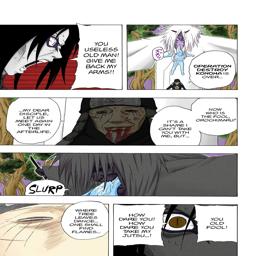 OPERATION
DESTROY
KONOHA IS
OVER...
YOU
USELESS
OLD MAN!
GIVE ME
BACK MY
ARMS!!
NOW
WHO IS
THE FOOL,
OROCHIMARU?
IT'S A
SHAME I
CAN'T TAKE
YOU WITH
ME, BUT...
...MY DEAR
DISCIPLE,
LET US
MEET AGAIN
ONE DAY IN
THE
AFTERLIFE.
SLURP
YOU
OLD
FOOL!
HOW
DARE YOU!
HOW DARE
YOU TAKE
MY
JUTSU...!
WHERE
TREE
LEAVES
DANCE...
ONE SHALL
FIND
FLAMES...